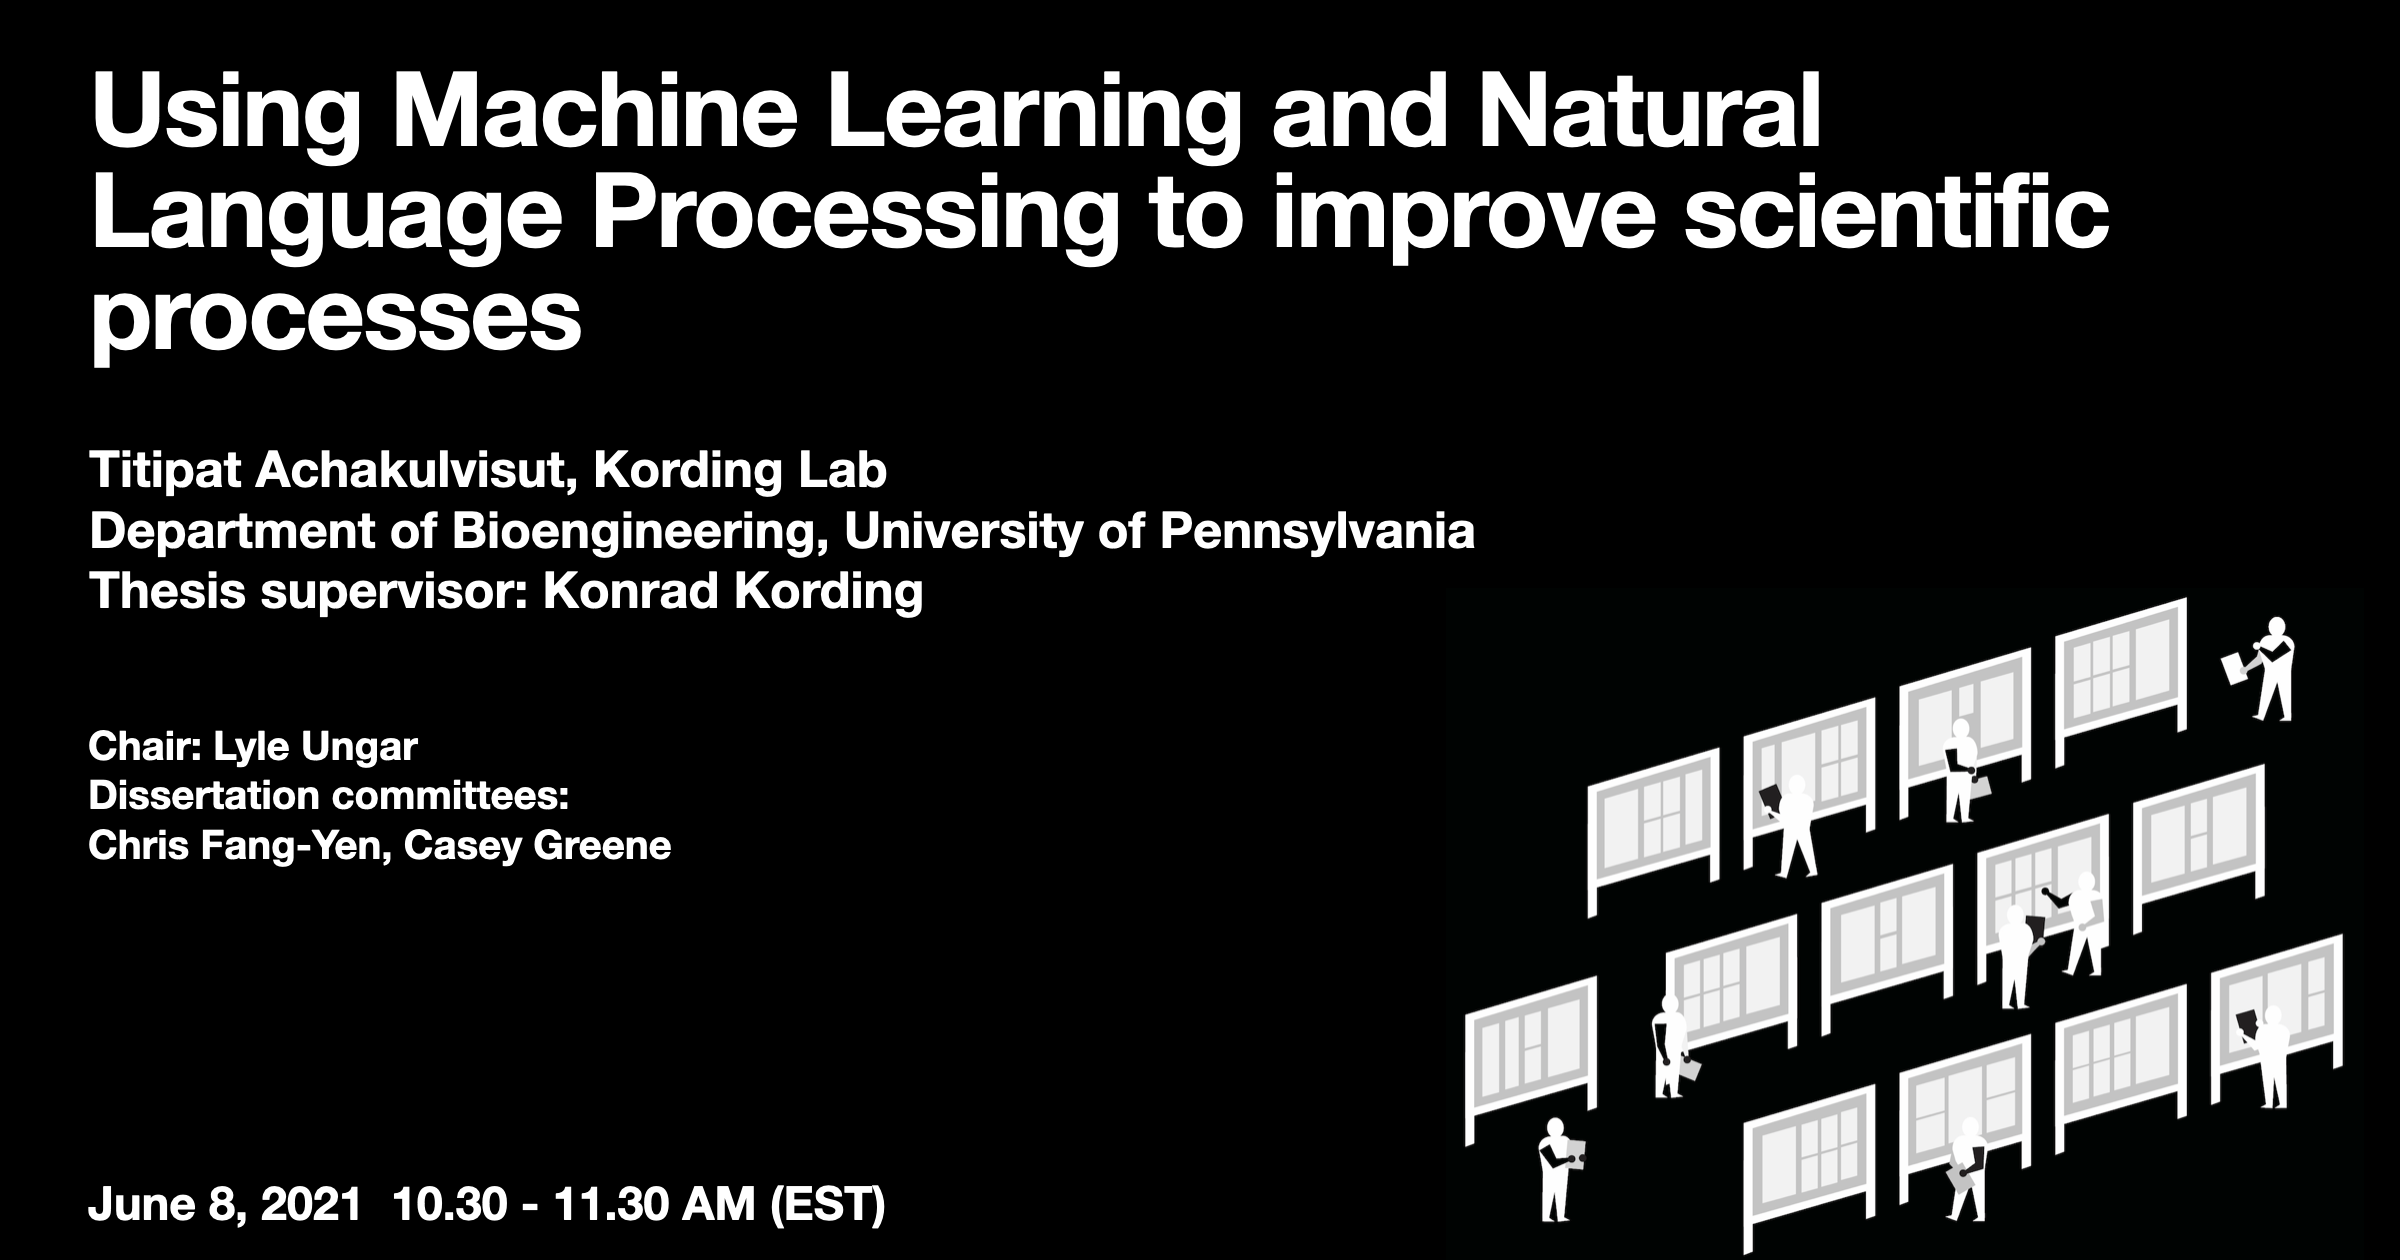 Using Machine Learning and Natural
Language Processing to improve scientific
processes
Titipat Achakulvisut, Kording Lab
Department of Bioengineering, University of Pennsylvania
Thesis supervisor: Konrad Kording
Chair: Lyle Ungar
Dissertation committees:
Chris Fang-Yen, Casey Greene
June 8, 2021  10.30 - 11.30 AM (EST)